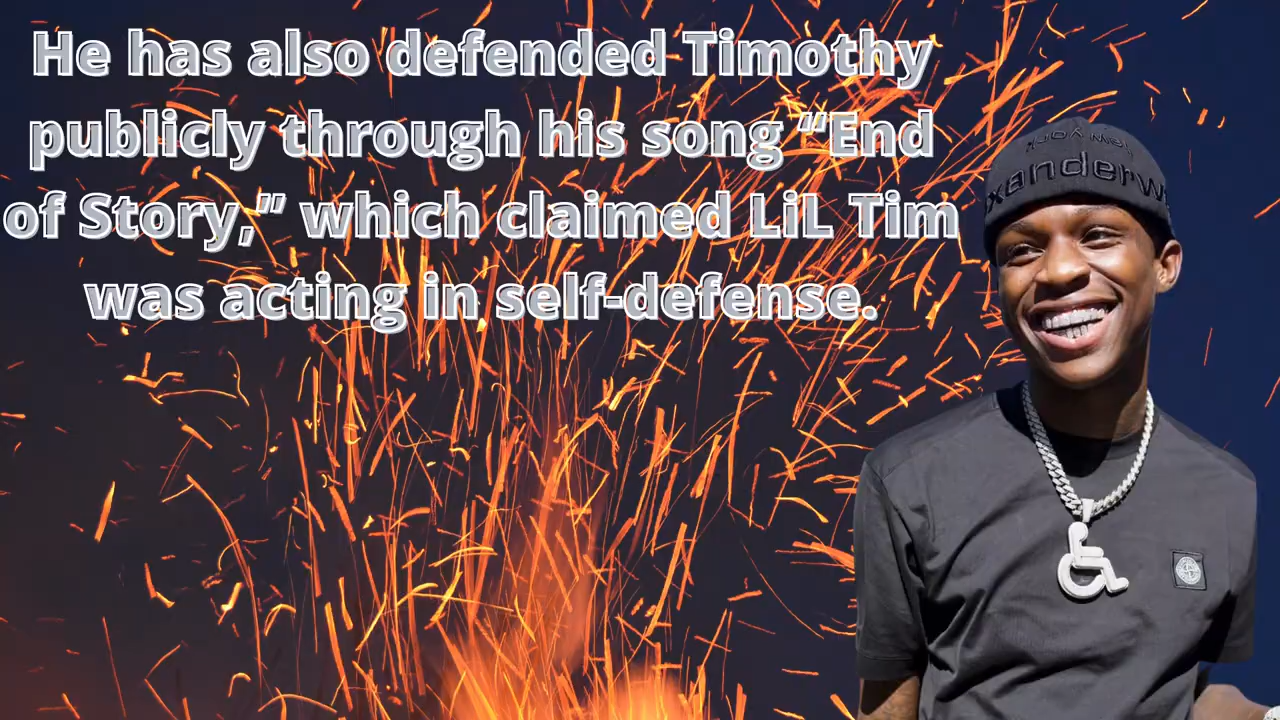 He has also defended Timothy
publicly through his song “End
of Story,” which claimed LiL Tim
was acting in self-defense.
xanderw